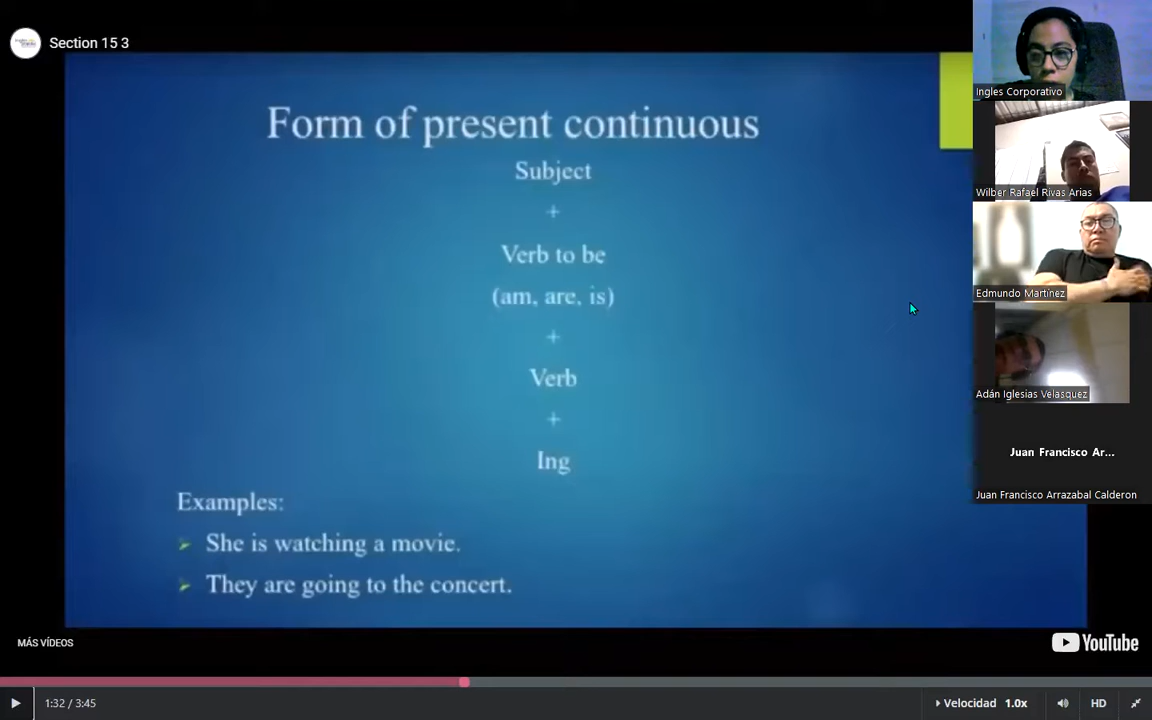 Section 15 3
Form of present continuous
Subject
+
Verb to be
(am, are, is)
+
Verb
+
Ing
Examples:
She is watching a movie.
They are going to the concert.
MÁS VÍDEOS
YouTube
1:32 / 3:45
Velocidad 1.0x
HD
Ingles Corporativo
Wilber Rafael Rivas Arias
Edmundo Martínez
Adán Iglesias Velasquez
Juan Francisco Ar...
Juan Francisco Arrazabal Calderon